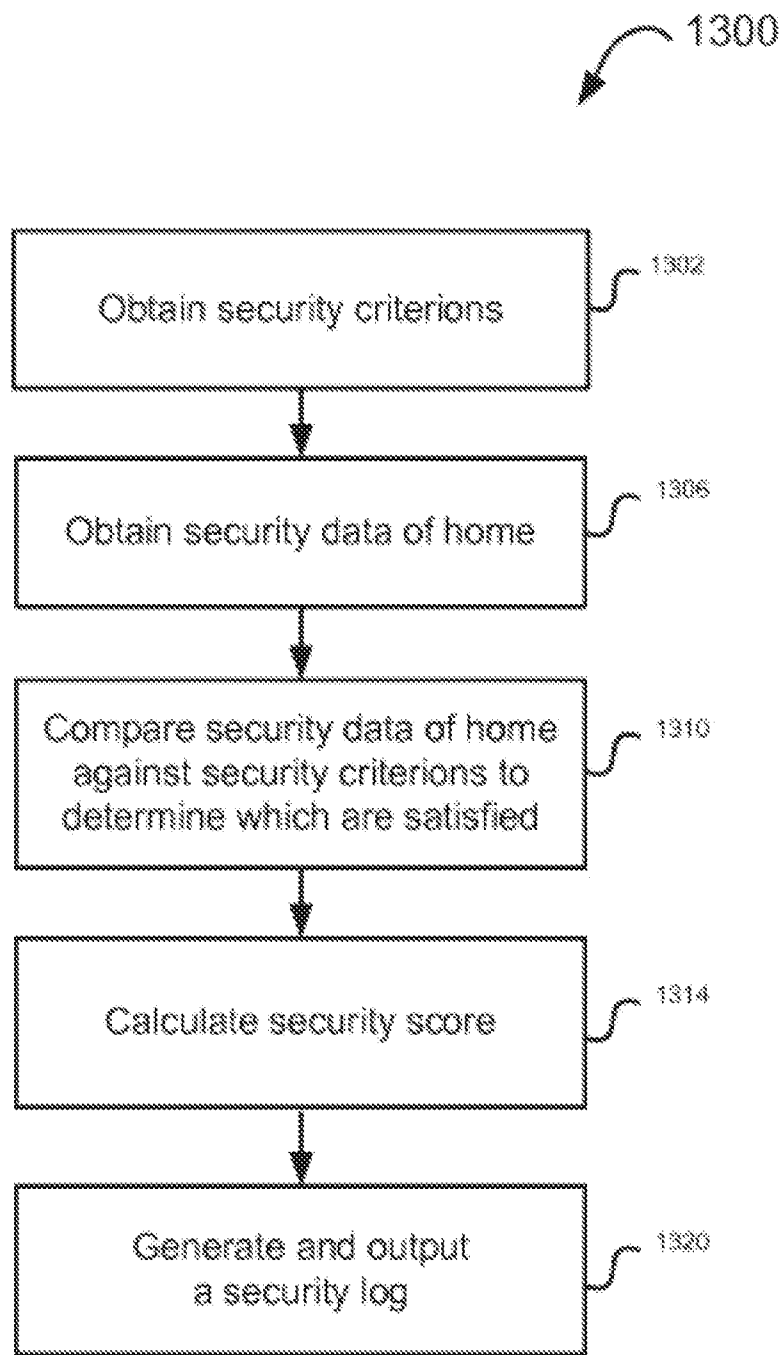 1300
Obtain security criterions
1302
Obtain security data of home
1306
Compare security data of home
against security criterions to
determine which are satisfied
1310
Calculate security score
1314
Generate and output
a security log
1320